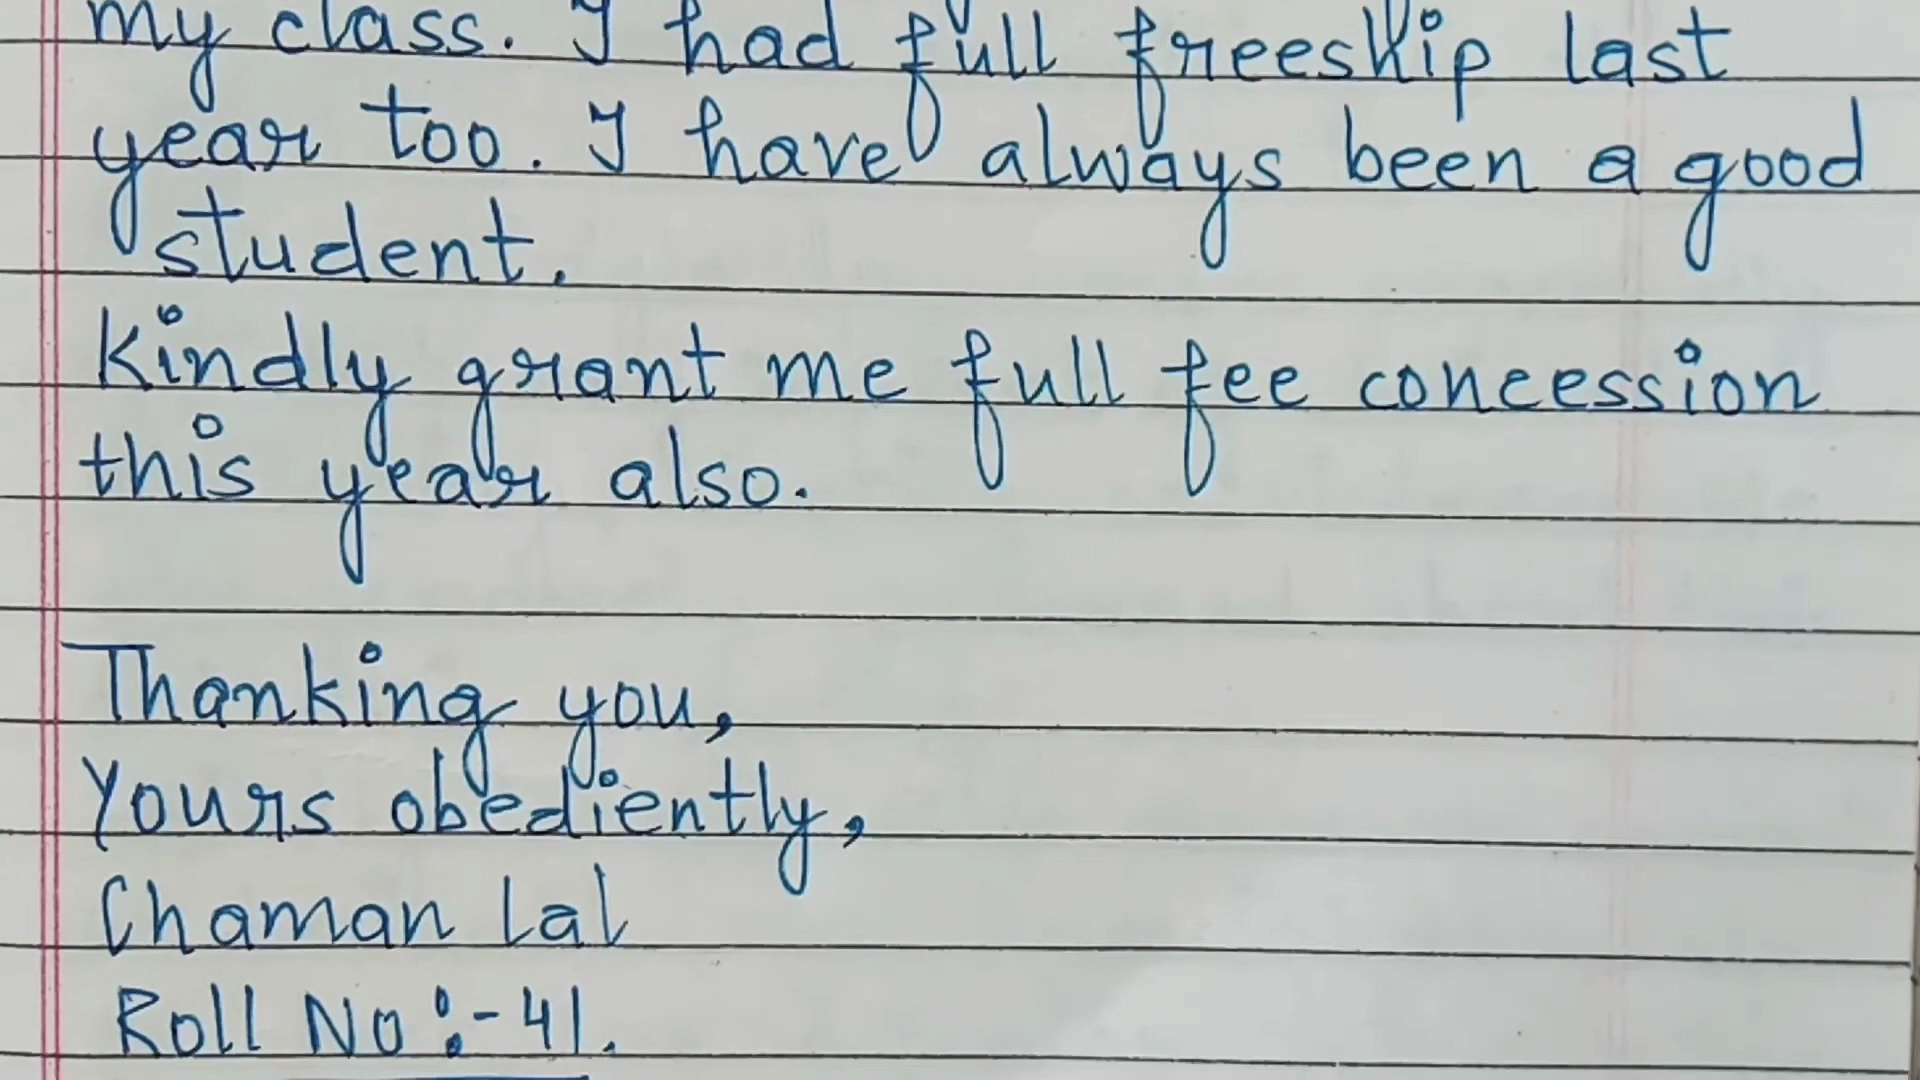 my class. I had full freeship last
year too. I have always been a good
student.
Kindly grant me full fee concession
this year also.
Thanking you,
Yours obediently,
Chaman Lal
Roll No:-41.